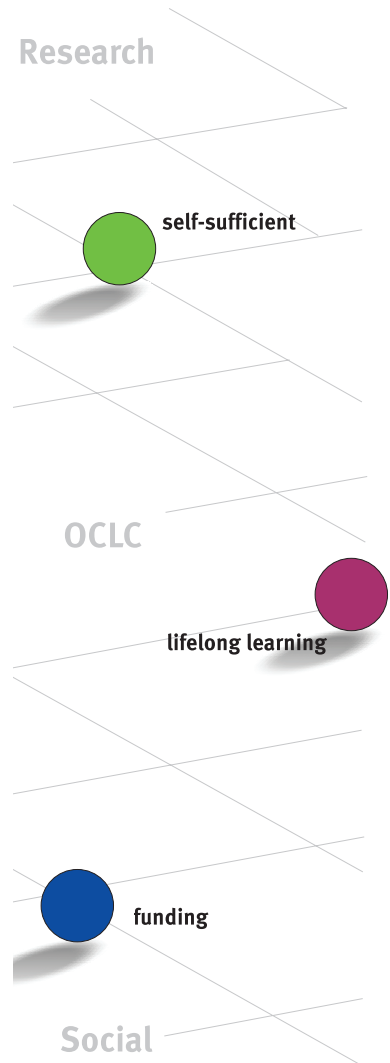 Research
self-sufficient
OCLC
lifelong learning
funding
Social